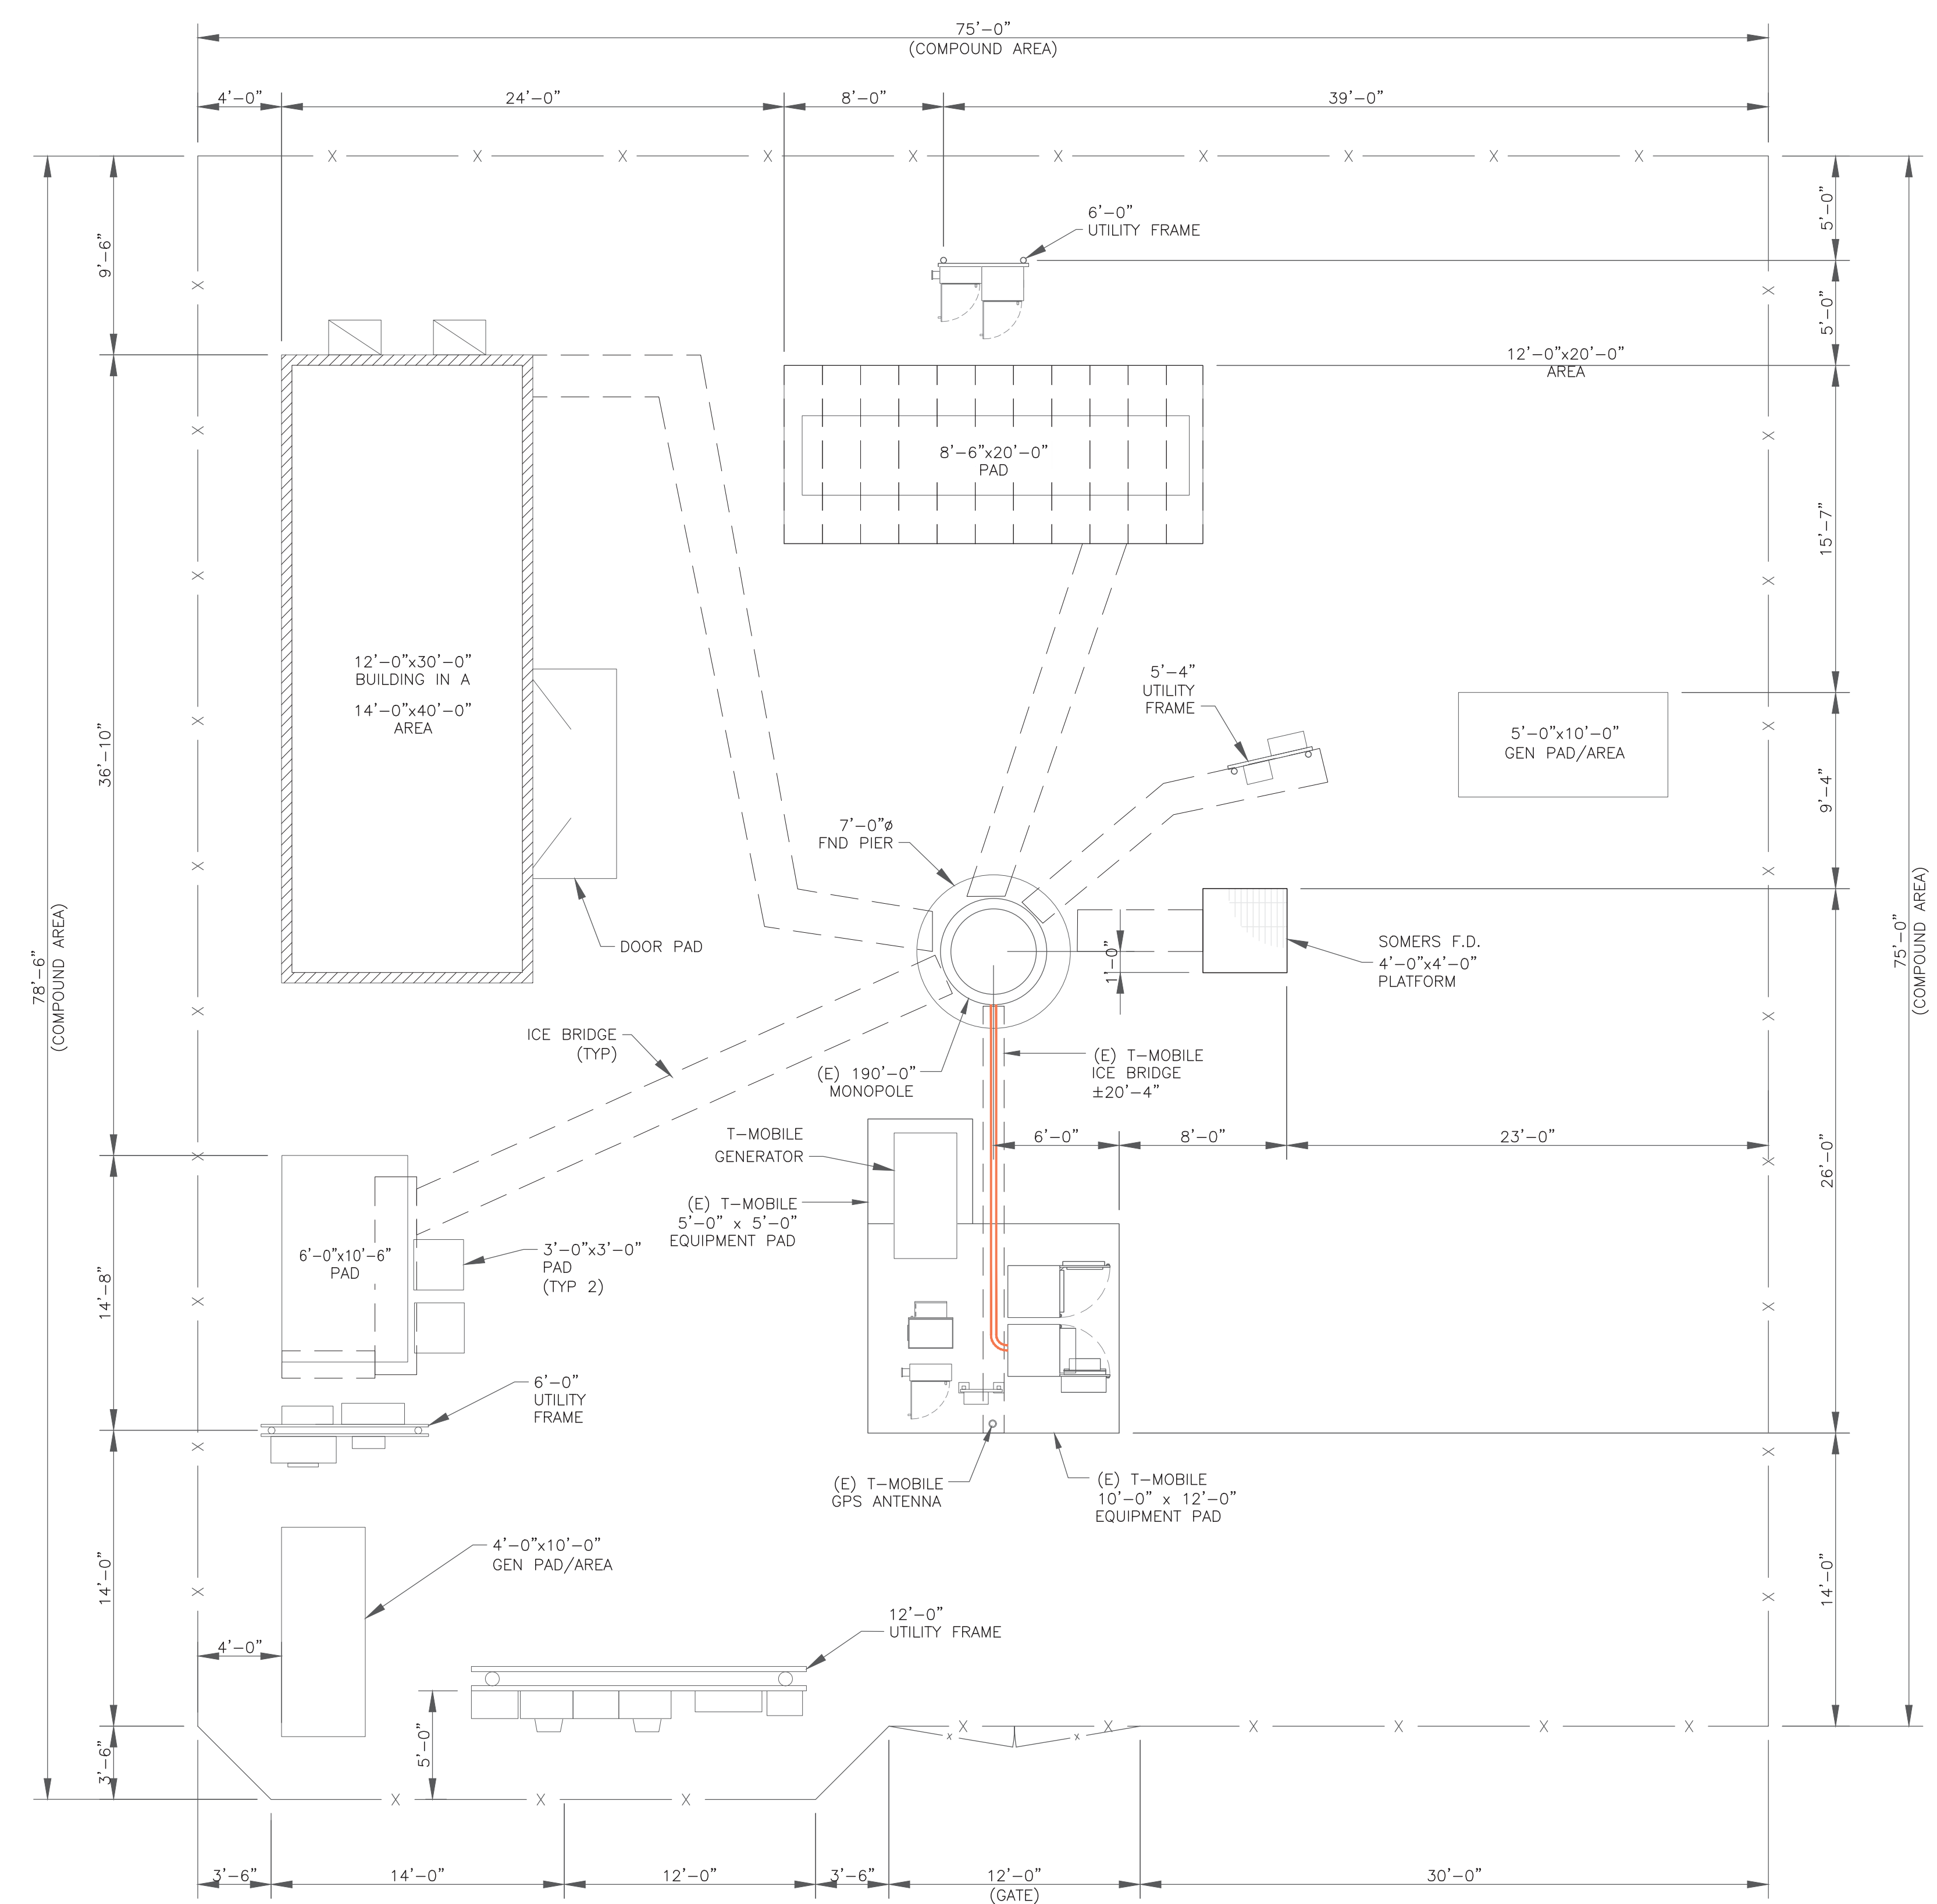 75'-0"
(COMPOUND AREA)
4'-0"
24'-0"
8'-0"
39'-0"
X X X X X X X X X X
9'-6"
36'-10"
14'-8"
14'-0"
3'-6"
78'-6"
(COMPOUND AREA)
X X X X X X X X X X
6'-0"
UTILITY FRAME
12'-0"x20'-0"
AREA
8'-6"x20'-0"
PAD
12'-0"x30'-0"
BUILDING IN A
14'-0"x40'-0"
AREA
5'-4"
UTILITY
FRAME
5'-0"x10'-0"
GEN PAD/AREA
7'-0"ø
FND PIER
DOOR PAD
1'-0"
SOMERS F.D.
4'-0"x4'-0"
PLATFORM
ICE BRIDGE
(TYP)
(E) 190'-0"
MONOPOLE
(E) T-MOBILE
ICE BRIDGE
±20'-4"
T-MOBILE
GENERATOR
6'-0"
8'-0"
23'-0"
(E) T-MOBILE
5'-0" x 5'-0"
EQUIPMENT PAD
6'-0"x10'-6"
PAD
3'-0"x3'-0"
PAD
(TYP 2)
6'-0"
UTILITY
FRAME
(E) T-MOBILE
GPS ANTENNA
(E) T-MOBILE
10'-0" x 12'-0"
EQUIPMENT PAD
4'-0"x10'-0"
GEN PAD/AREA
4'-0"
12'-0"
UTILITY FRAME
5'-0"
5'-0"
5'-0"
15'-7"
9'-4"
26'-0"
14'-0"
75'-0"
(COMPOUND AREA)
X X X X X X X X X X
X X X X X X
x x
X X X
3'-6"
14'-0"
12'-0"
3'-6"
12'-0"
(GATE)
30'-0"